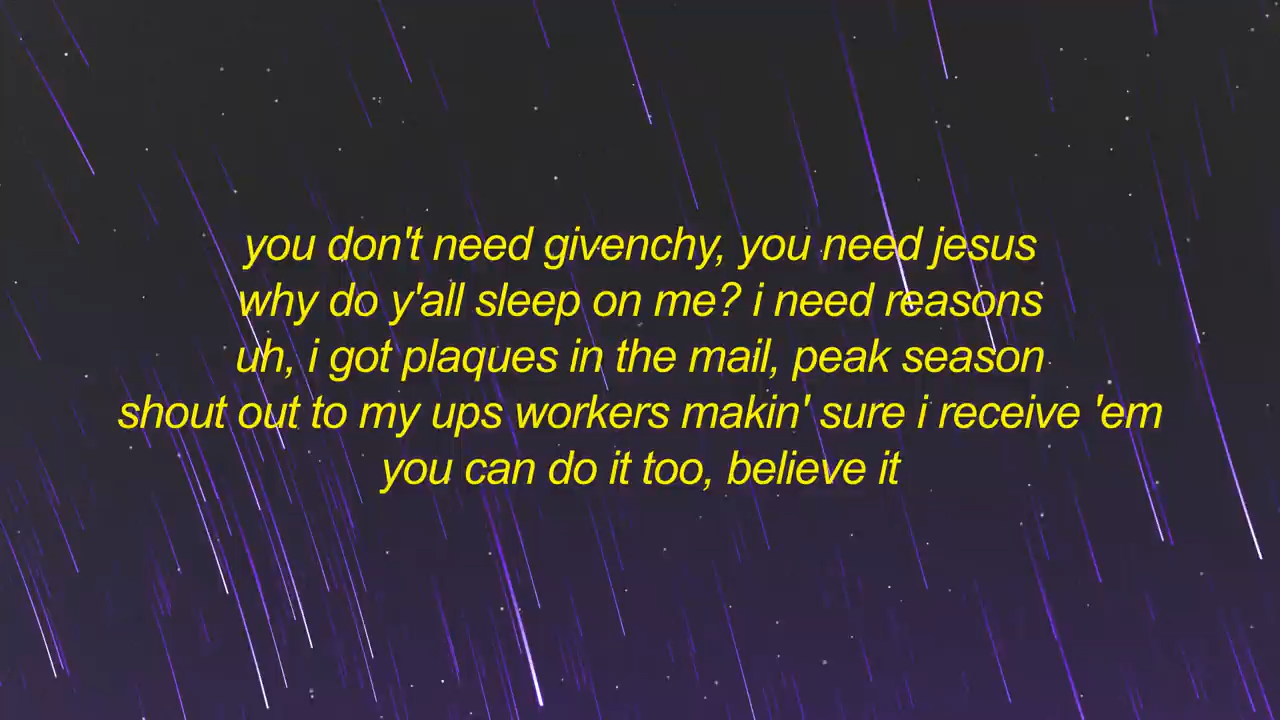 you don't need givenchy, you need jesus
why do y'all sleep on me? i need reasons
uh, i got plaques in the mail, peak season
shout out to my ups workers makin' sure i receive 'em
you can do it too, believe it